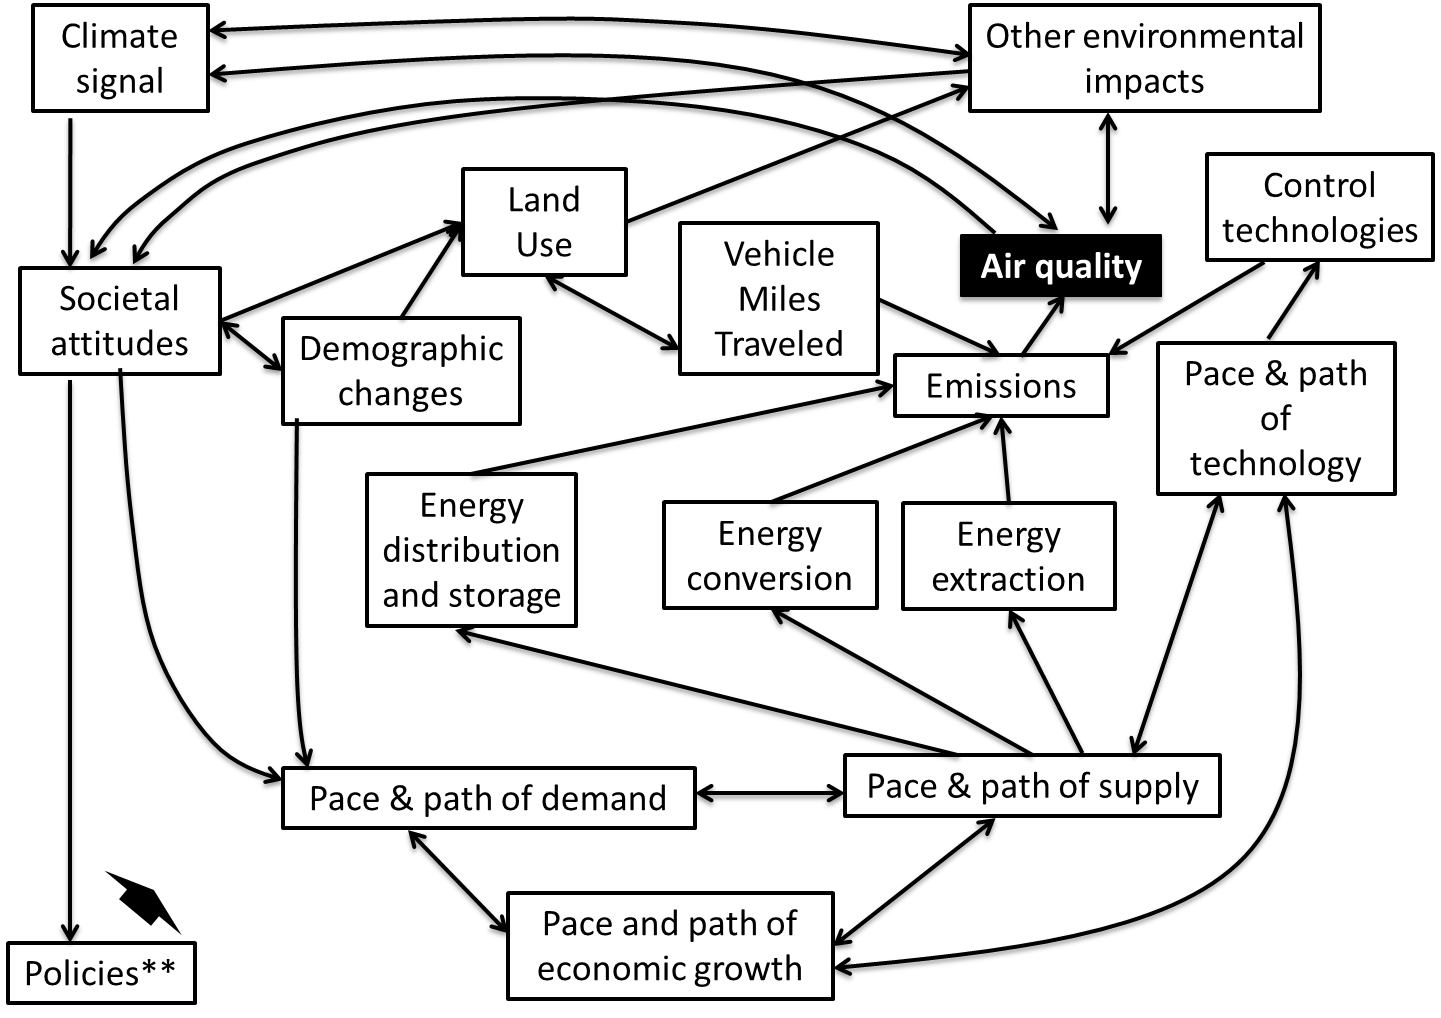 Climate
signal
Other environmental
impacts
Control
technologies
Land
Use
Vehicle
Miles
Traveled
Air quality
Societal
attitudes
Demographic
changes
Emissions
Pace & path
of
technology
Energy
distribution
and storage
Energy
conversion
Energy
extraction
Pace & path of demand
Pace & path of supply
Pace and path of
economic growth
Policies**